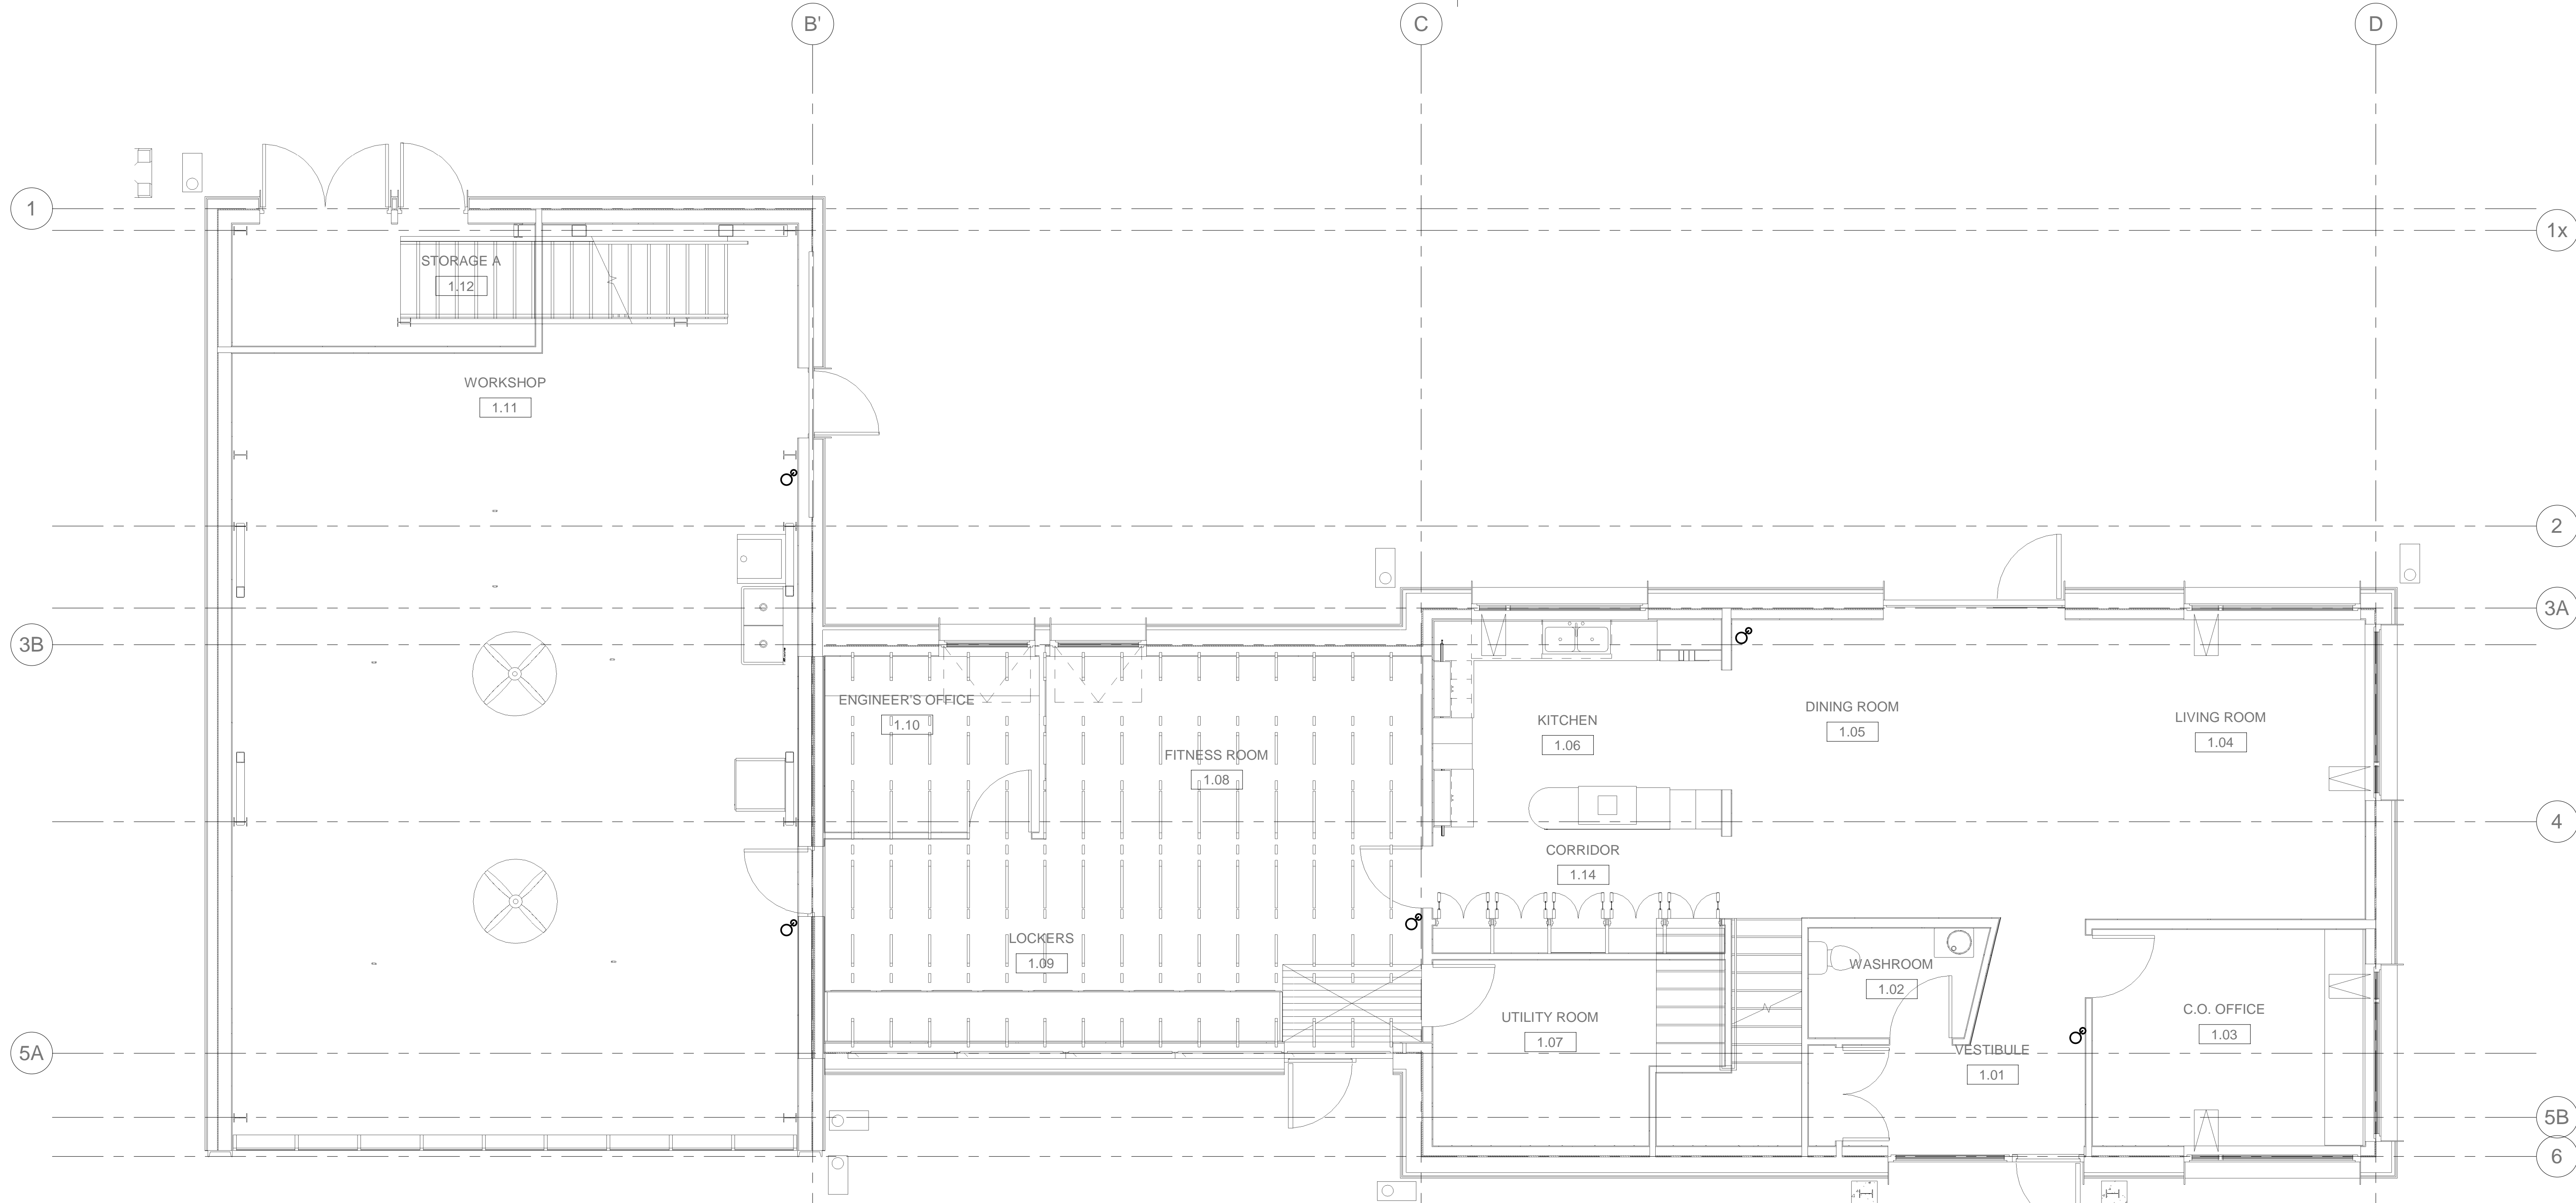 B'
C
D
1
1x
STORAGE A
1.12
WORKSHOP
1.11
2
3A
3B
ENGINEER'S OFFICE
1.10
FITNESS ROOM
1.08
KITCHEN
1.06
DINING ROOM
1.05
LIVING ROOM
1.04
4
CORRIDOR
1.14
LOCKERS
1.09
WASHROOM
1.02
UTILITY ROOM
1.07
C.O. OFFICE
1.03
VESTIBULE
1.01
5A
5B
6